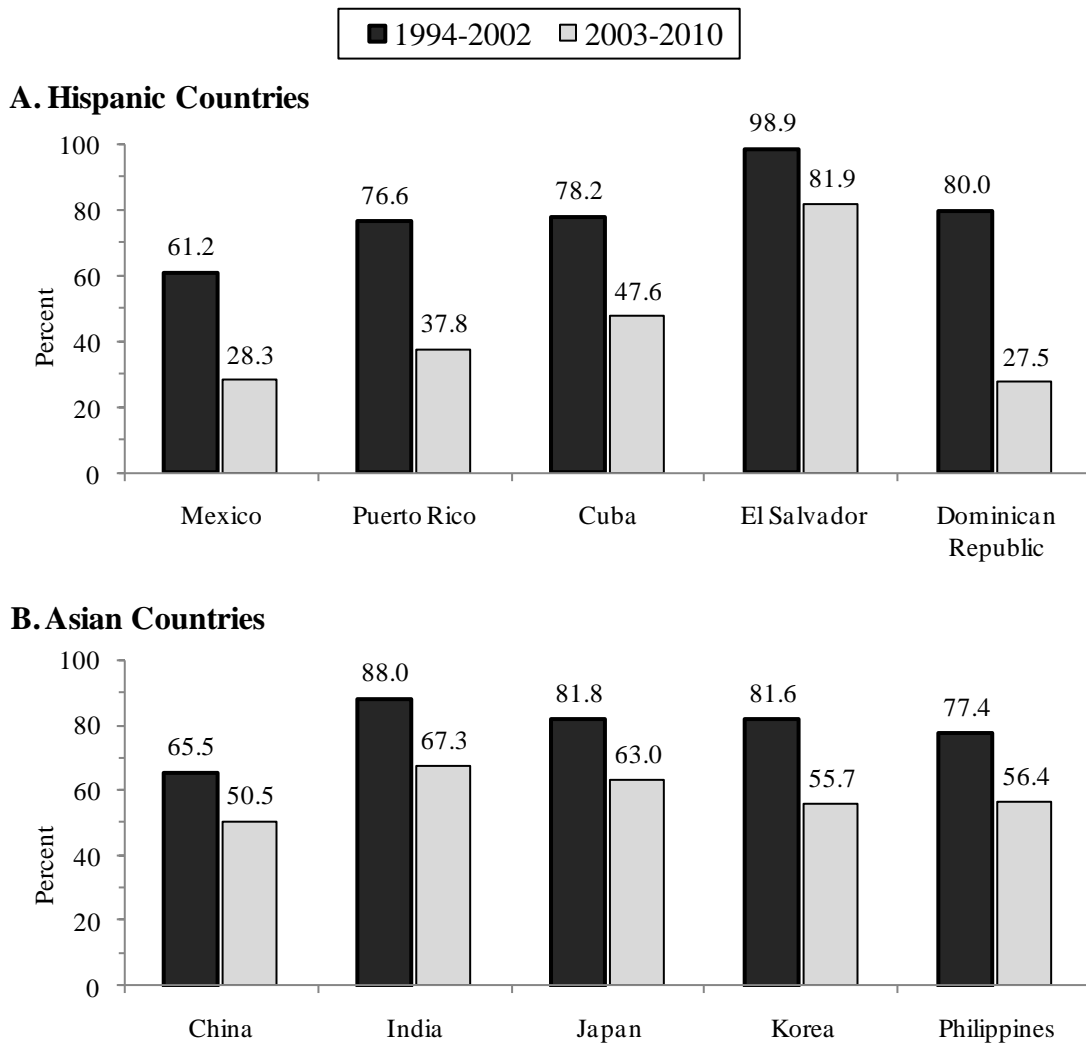 1994-2002 2003-2010
A. Hispanic Countries
98.9
100
76.6 78.2 81.9 80.0
80
61.2
60
47.6
37.8
40
28.3 27.5
20
0
Percent
Mexico Puerto Rico Cuba El Salvador Dominican
Republic
B. Asian Countries
100
88.0
81.8 81.6 77.4
80
65.5 67.3 63.0
55.7 56.4
60
50.5
40
20
0
Percent
China India Japan Korea Philippines